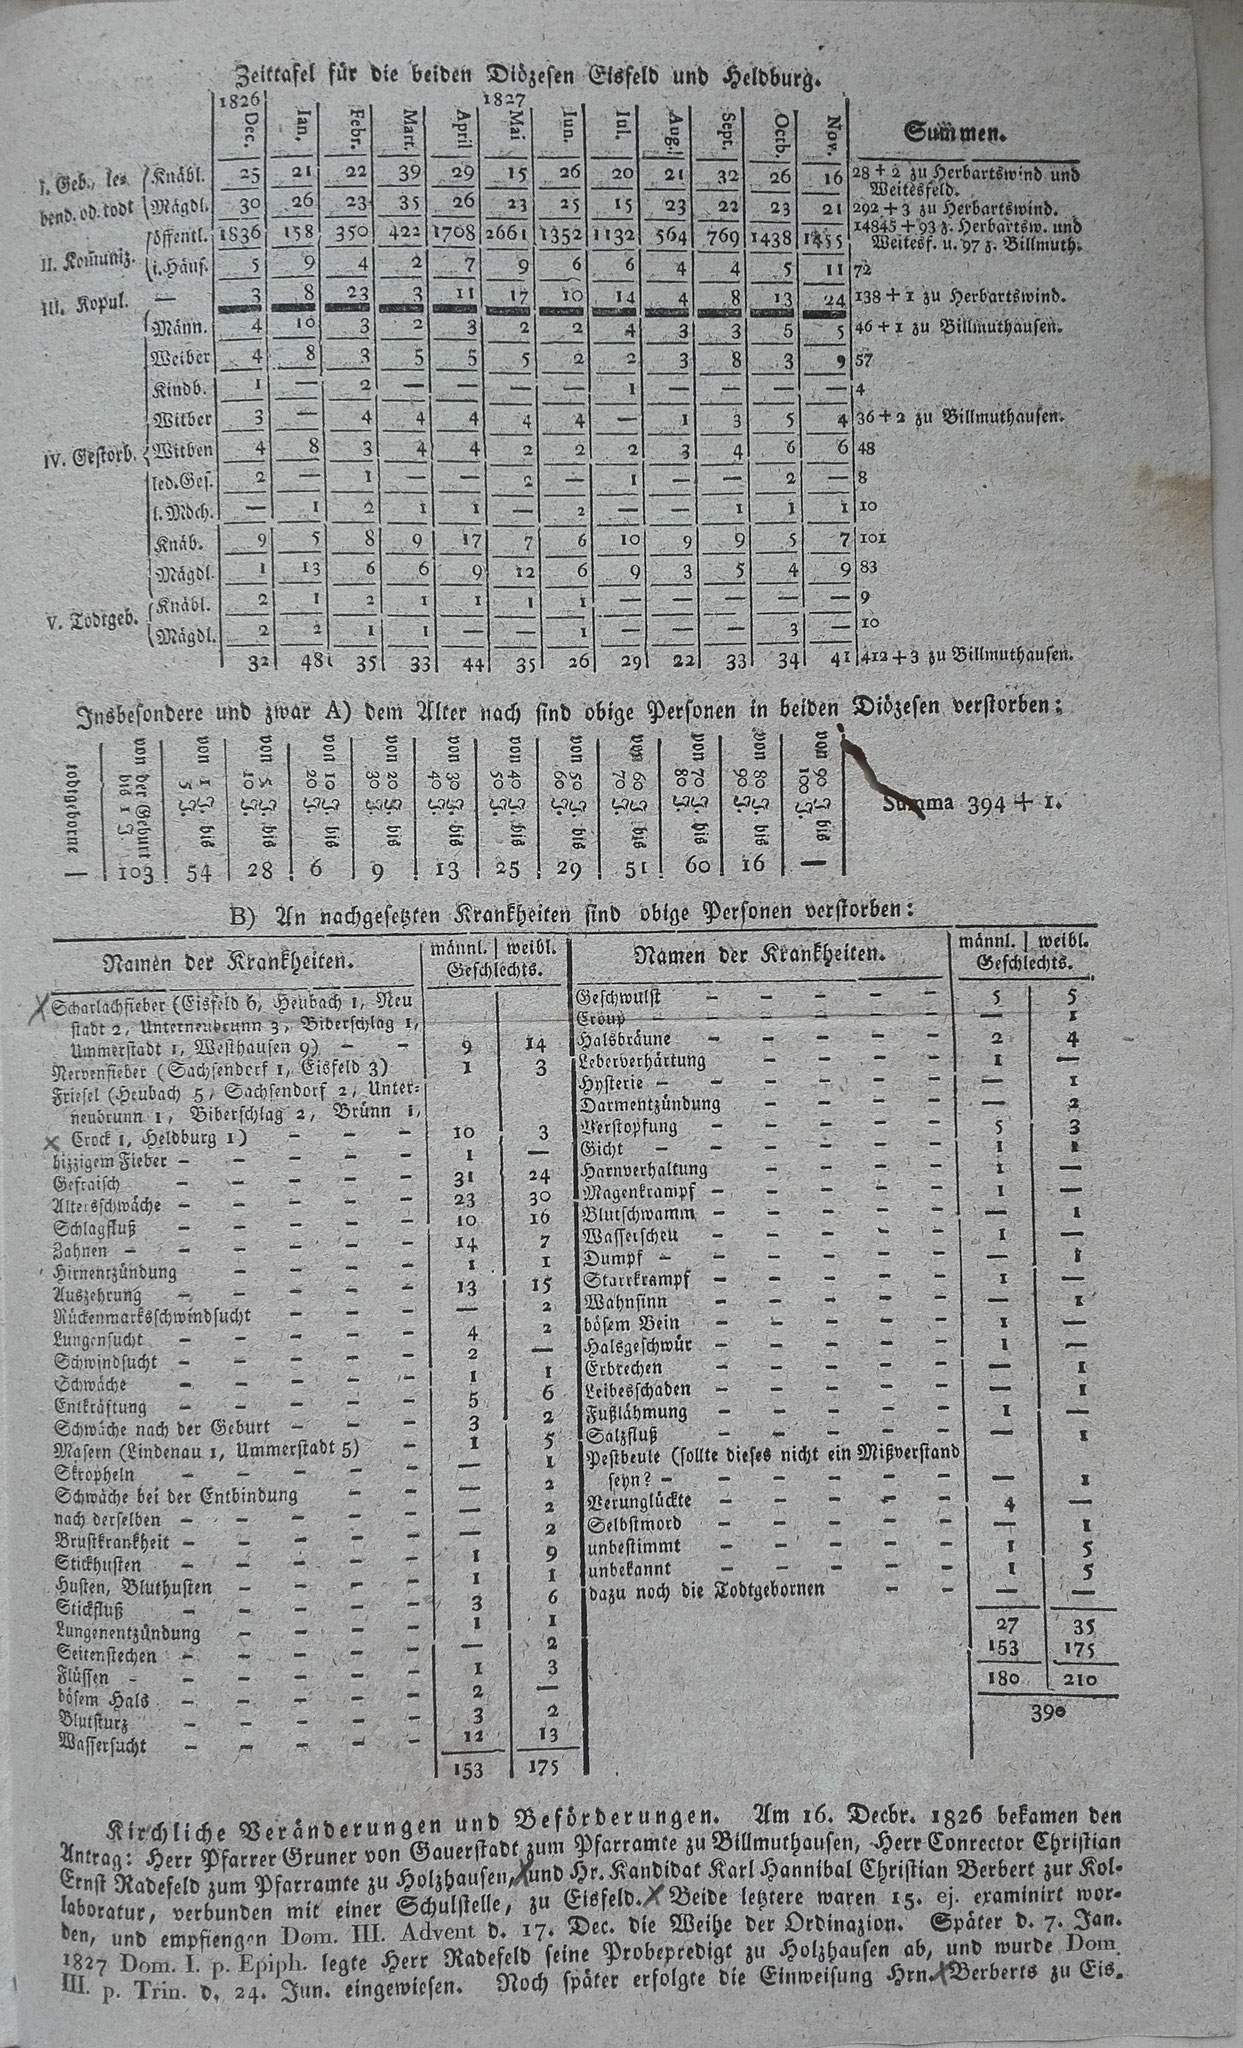 Zeittafel für die beiden Diözesen Eisfeld und Heldburg.
1826 1827
Dec. Jan. Febr. Mart. April Mai Jun. Jul. Aug. Sept. Octb. Nov. Summen.
I. Geb., le= Knäbl. 25 21 22 39 29 15 26 20 21 32 26 16 28 + 2 zu Herbartswind und
Weitesfeld.
bend. od. todt Mägdl. 30 26 23 35 26 23 25 15 23 22 23 21 292 + 3 zu Herbartswind.
öffentl. 1836 158 350 422 1708 2661 1352 1132 564 769 1438 1455 14845 + 93 z. Herbartsw. und
Weitesf. u. 97 z. Billmuth.
II. Komuniz. i. Häus. 5 9 4 2 7 9 6 6 4 4 5 11 72
III. Kopul. — 3 8 23 3 11 17 10 14 4 8 13 24 138 + 1 zu Herbartswind.
Männ. 4 10 3 2 3 2 2 4 3 3 5 5 46 + 1 zu Billmuthausen.
Weiber 4 8 3 5 5 5 2 2 3 8 3 9 57
Kindb. 1 — 2 — — — — 1 — — — — 4
Witber 3 — 4 4 4 4 4 — 1 3 5 4 36 + 2 zu Billmuthausen.
IV. Gestorb. Witben 4 8 3 4 4 2 2 2 3 4 6 6 48
led. Ges. 2 — 1 — — 2 — 1 — — 2 — 8
l. Mdch. — 1 2 1 1 — 2 — — 1 1 1 10
Knäb. 9 5 8 9 17 7 6 10 9 9 5 7 101
Mägdl. 1 13 6 6 9 12 6 9 3 5 4 9 83
V. Todtgeb. Knäbl. 2 1 2 1 1 1 1 — — — — — 9
Mägdl. 2 2 1 1 — — 1 — — — 3 — 10
32 48 35 33 44 35 26 29 22 33 34 41 412 + 3 zu Billmuthausen.
Insbesondere und zwar A) dem Alter nach sind obige Personen in beiden Diözesen verstorben:
todtgeborne —
von der Geburt bis 1 J. 103
von 1 J. bis 5 J. 54
von 5 J. bis 10 J. 28
von 10 J. bis 20 J. 6
von 20 J. bis 30 J. 9
von 30 J. bis 40 J. 13
von 40 J. bis 50 J. 25
von 50 J. bis 60 J. 29
von 60 J. bis 70 J. 51
von 70 J. bis 80 J. 60
von 80 J. bis 90 J. 16
von 90 J. bis 100 J. —
Summa 394 + 1.
B) An nachgesetzten Krankheiten sind obige Personen verstorben:
Namen der Krankheiten. männl. weibl.
Geschlechts.
Scharlachfieber (Eisfeld 6, Heubach 1, Neu
stadt 2, Unterneubrunn 3, Biberschlag 1,
Ummerstadt 1, Westhausen 9) — — 9 14
Nervenfieber (Sachsendorf 1, Eisfeld 3) 1 3
Friesel (Heubach 5, Sachsendorf 2, Unter-
neubrunn 1, Biberschlag 2, Brünn 1,
Crock 1, Heldburg 1) — — — 10 3
hizzigem Fieber — — — — — 1 —
Gefraisch — — — — — 31 24
Altersschwäche — — — — — 23 30
Schlagfluß — — — — — 10 16
Zahnen — — — — — — 14 7
Hirnentzündung — — — — 1 1
Auszehrung — — — — — 13 15
Rückenmarksschwindsucht — — — — 2
Lungensucht — — — — — 4 2
Schwindsucht — — — — — 2 —
Schwäche — — — — — 1 1
Entkräftung — — — — — 5 6
Schwäche nach der Geburt — — — 3 2
Masern (Lindenau 1, Ummerstadt 5) — 1 5
Skropheln — — — — — — 1
Schwäche bei der Entbindung — — — 2
nach derselben — — — — — — 2
Brustkrankheit — — — — — — 2
Stickhusten — — — — — 1 9
Husten, Bluthusten — — — — 1 1
Stickfluß — — — — — 3 6
Lungenentzündung — — — — 1 1
Seitenstechen — — — — — — 2
Flüssen — — — — — 1 3
bösem Hals — — — — — 2 —
Blutsturz — — — — — 3 2
Wassersucht — — — — — 12 13
153 175
Namen der Krankheiten. männl. weibl.
Geschlechts.
Geschwulst — — — — — 5 5
Croup — — — — — — 1
Halsbräune — — — — — 2 4
Leberverhärtung — — — — 1 —
Hysterie — — — — — — — 1
Darmentzündung — — — — — 2
Verstopfung — — — — — 5 3
Gicht — — — — — 1 1
Harnverhaltung — — — — 1 —
Magenkrampf — — — — — 1 —
Blutschwamm — — — — — — 1
Wasserscheu — — — — — 1 —
Dumpf — — — — — — — 1
Starrkrampf — — — — — 1 —
Wahnsinn — — — — — — 1
bösem Bein — — — — — 1 —
Halsgeschwür — — — — — 1 —
Erbrechen — — — — — — 1
Leibesschaden — — — — — — 1
Fußlähmung — — — — — 1 —
Salzfluß — — — — — — 1
Pestbeule (sollte dieses nicht ein Mißverstand
seyn? — — — — — — — 1
Verunglückte — — — — — 4 —
Selbstmord — — — — — — 1
unbestimmt — — — — — 1 5
unbekannt — — — — — 1 5
dazu noch die Todtgebornen — — — —
27 35
153 175
180 210
390
Kirchliche Veränderungen und Beförderungen. Am 16. Decbr. 1826 bekamen den
Antrag: Herr Pfarrer Gruner von Gauerstadt zum Pfarramte zu Billmuthausen, Herr Conrector Christian
Ernst Radefeld zum Pfarramte zu Holzhausen, und Hr. Kandidat Karl Hannibal Christian Berbert zur Kol-
laboratur, verbunden mit einer Schulstelle, zu Eisfeld. Beide letztere waren 15. ej. examinirt wor-
den, und empfiengen Dom. III. Advent d. 17. Dec. die Weihe der Ordinazion. Später d. 7. Jan.
1827 Dom. I. p. Epiph. legte Herr Radefeld seine Probepredigt zu Holzhausen ab, und wurde Dom
III. p. Trin. d. 24. Jun. eingewiesen. Noch später erfolgte die Einweisung Hrn. Berberts zu Eis-